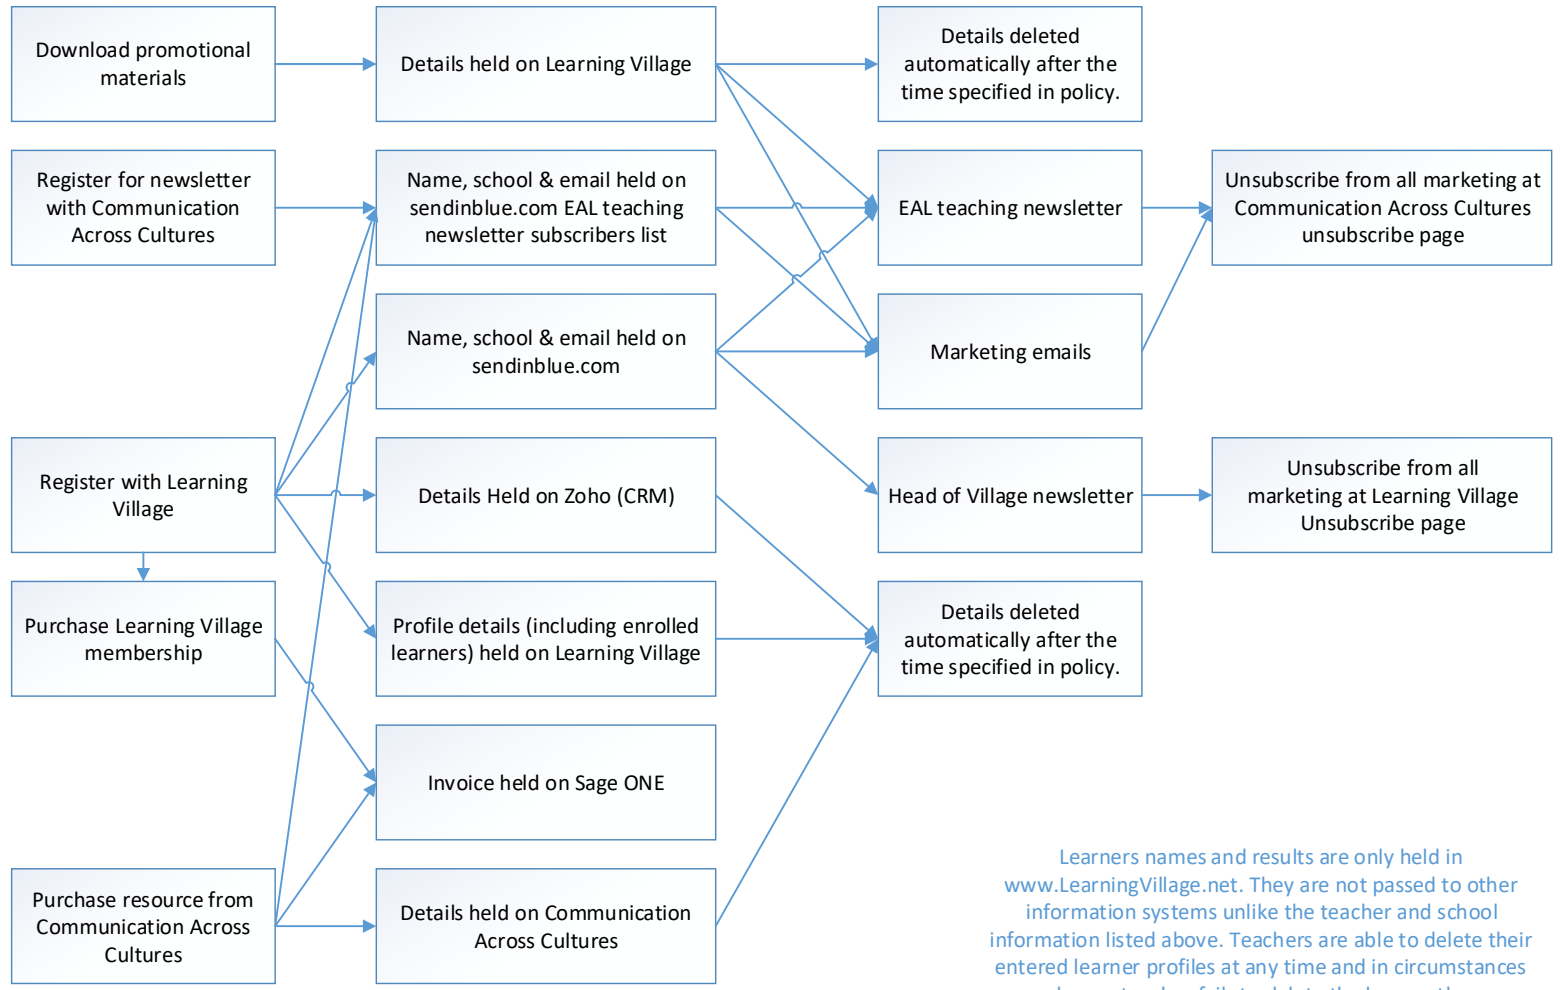 Download promotional
materials
Details held on Learning Village
Details deleted
automatically after the
time specified in policy.
Register for newsletter
with Communication
Across Cultures
Name, school & email held on
sendinblue.com EAL teaching
newsletter subscribers list
EAL teaching newsletter
Unsubscribe from all marketing at
Communication Across Cultures
unsubscribe page
Name, school & email held on
sendinblue.com
Marketing emails
Register with Learning
Village
Details Held on Zoho (CRM)
Head of Village newsletter
Unsubscribe from all
marketing at Learning Village
Unsubscribe page
Purchase Learning Village
membership
Profile details (including enrolled
learners) held on Learning Village
Details deleted
automatically after the
time specified in policy.
Invoice held on Sage ONE
Purchase resource from
Communication Across
Cultures
Details held on Communication
Across Cultures
Learners names and results are only held in
www.LearningVillage.net. They are not passed to other
information systems unlike the teacher and school
information listed above. Teachers are able to delete their
entered learner profiles at any time and in circumstances